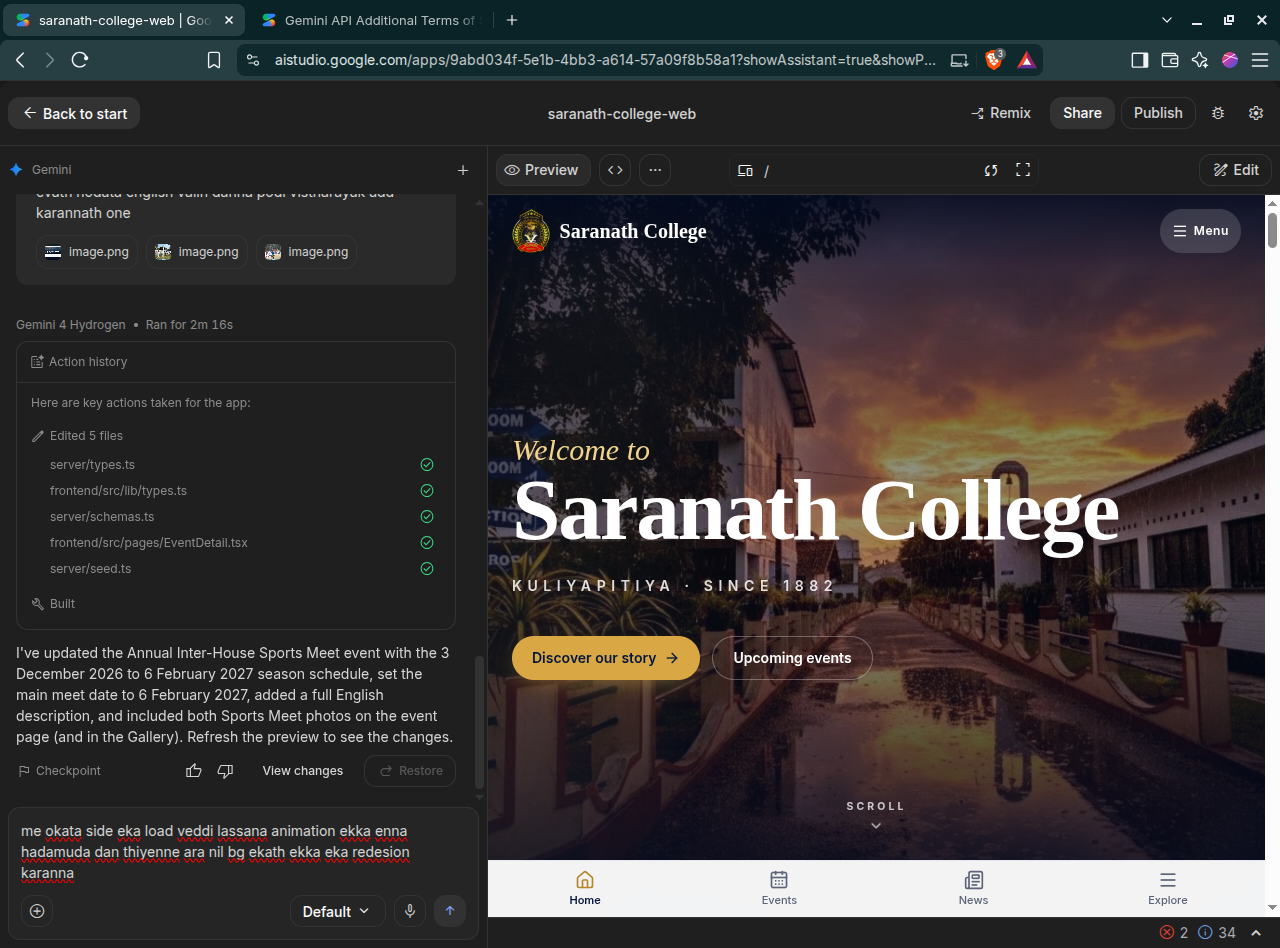 saranath-college-web | Goo
Gemini API Additional Terms of
aistudio.google.com/apps/9abd034f-5e1b-4bb3-a614-57a09f8b58a1?showAssistant=true&showP...
3
Back to start
saranath-college-web
Remix
Share
Publish
Gemini
Preview
/
Edit
karannath one
image.png
image.png
image.png
Gemini 4 Hydrogen ▪ Ran for 2m 16s
Action history
Here are key actions taken for the app:
Edited 5 files
server/types.ts
frontend/src/lib/types.ts
server/schemas.ts
frontend/src/pages/EventDetail.tsx
server/seed.ts
Built
I've updated the Annual Inter-House Sports Meet event with the 3
December 2026 to 6 February 2027 season schedule, set the
main meet date to 6 February 2027, added a full English
description, and included both Sports Meet photos on the event
page (and in the Gallery). Refresh the preview to see the changes.
Checkpoint
View changes
Restore
me okata side eka load veddi lassana animation ekka enna
hadamuda dan thiyenne ara nil bg ekath ekka eka redesion
karanna
Default
Saranath College
Menu
OOM
Welcome to
Saranath College
KULIYAPITIYA · SINCE 1882
Discover our story
Upcoming events
SCROLL
Home
Events
News
Explore
2
34